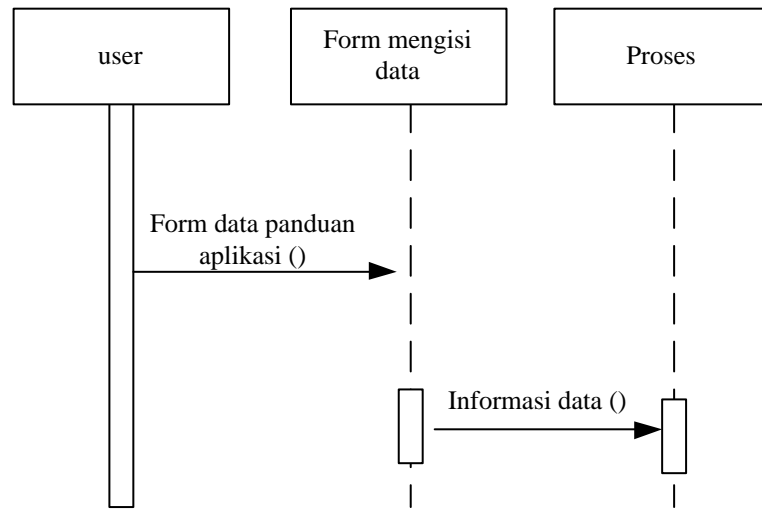 user
Form mengisi
data
Proses
Form data panduan
aplikasi ()
Informasi data ()